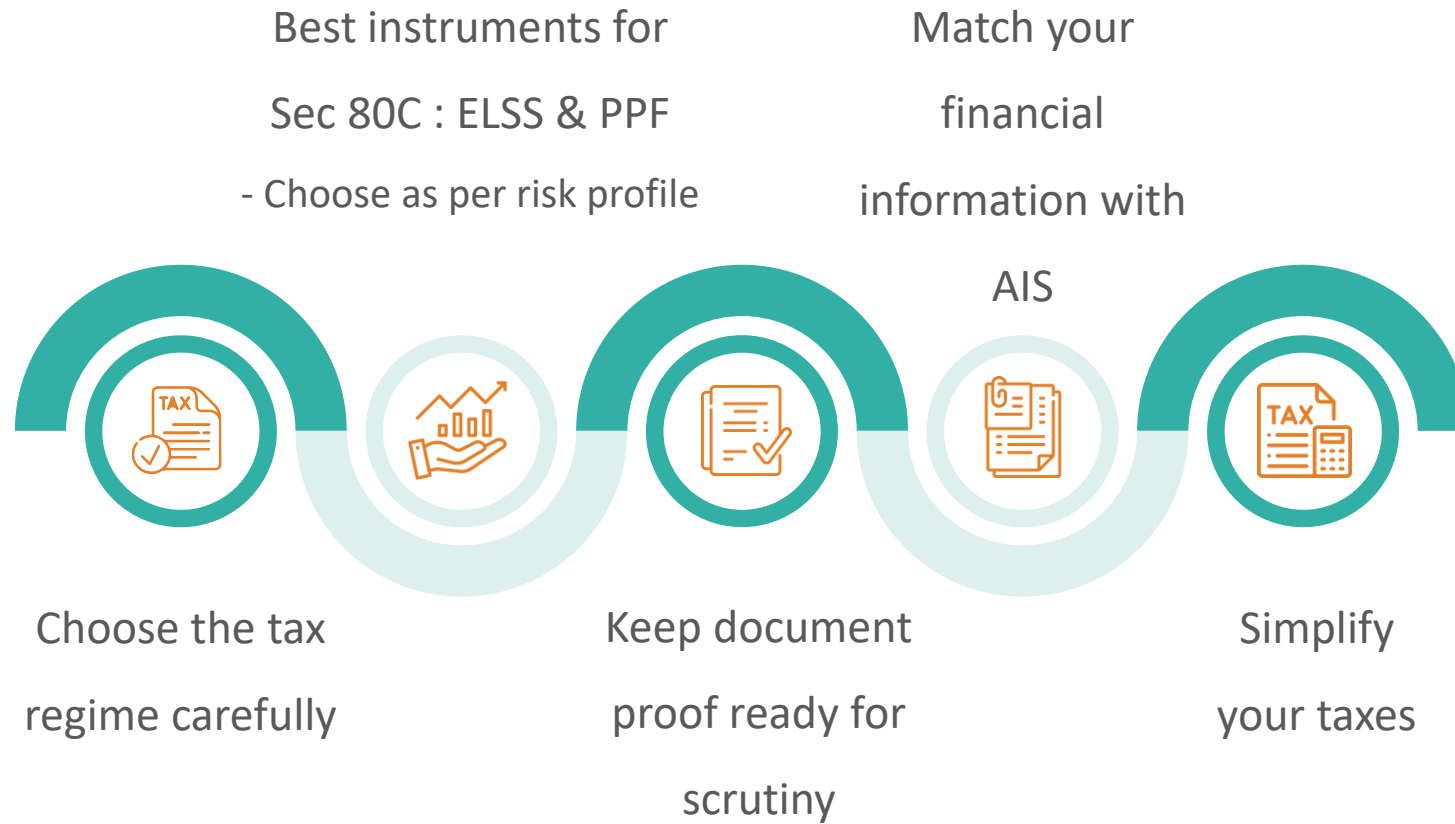 Best instruments for
Sec 80C : ELSS & PPF
- Choose as per risk profile
Match your
financial
information with
AIS
TAX
TAX
Choose the tax
regime carefully
Keep document
proof ready for
scrutiny
Simplify
your taxes